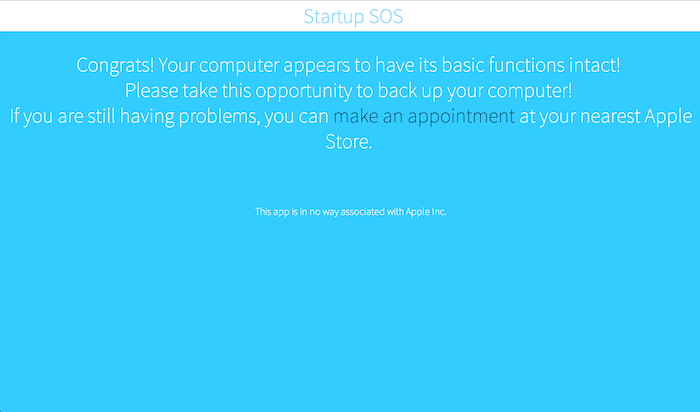 Startup SOS
Congrats! Your computer appears to have its basic functions intact!
Please take this opportunity to back up your computer!
If you are still having problems, you can make an appointment at your nearest Apple
Store.
This app is in no way associated with Apple Inc.